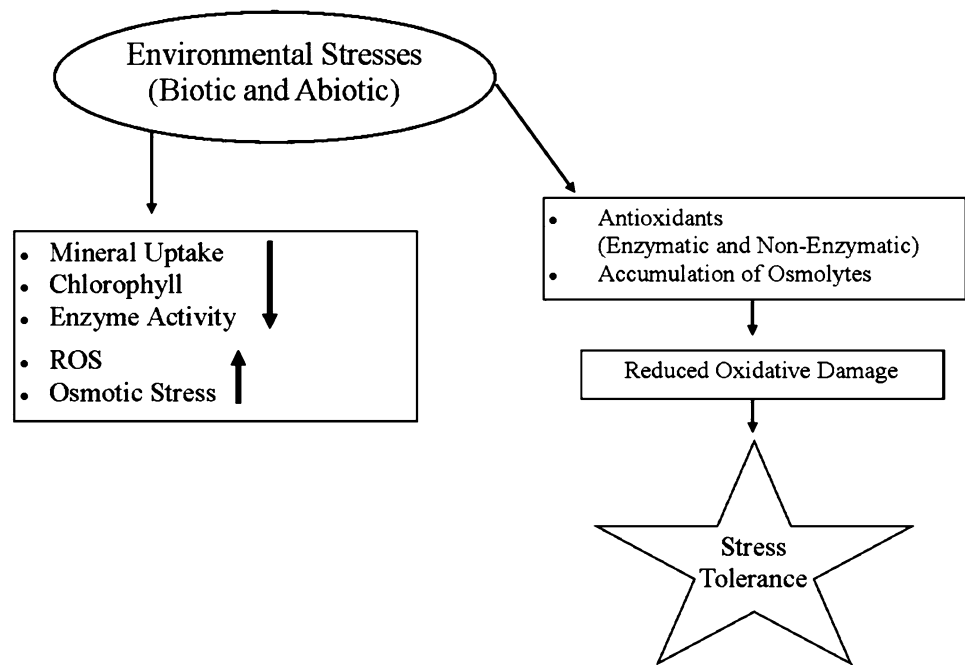 Environmental Stresses
(Biotic and Abiotic)
• Mineral Uptake
• Chlorophyll
• Enzyme Activity
• ROS
• Osmotic Stress
• Antioxidants
(Enzymatic and Non-Enzymatic)
• Accumulation of Osmolytes
Reduced Oxidative Damage
Stress
Tolerance